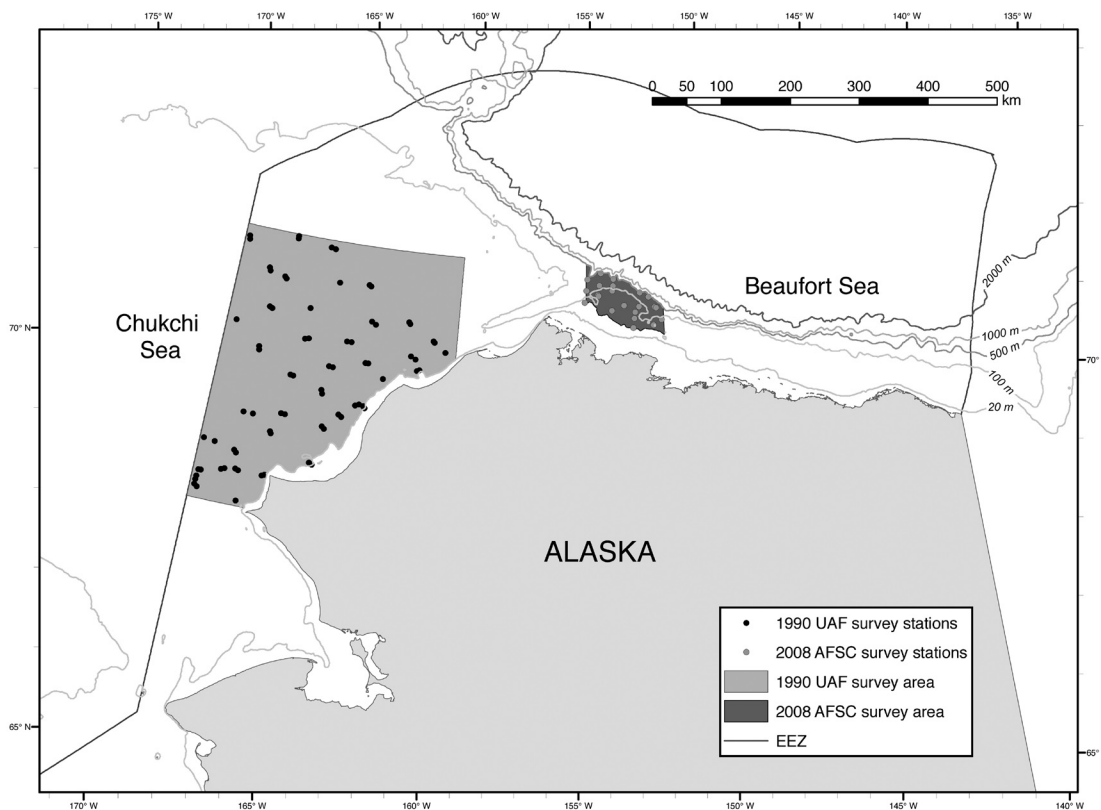 175° W 170° W 165° W 160° W 155° W 150° W 145° W 140° W 135° W
0 50 100 200 300 400 500
km
2000 m
Beaufort Sea
Chukchi
Sea
70° N
1000 m
500 m
70° N
100 m
20 m
ALASKA
1990 UAF survey stations
2008 AFSC survey stations
1990 UAF survey area
2008 AFSC survey area
EEZ
65° N
65° N
170° W 165° W 160° W 155° W 150° W 145° W 140° W